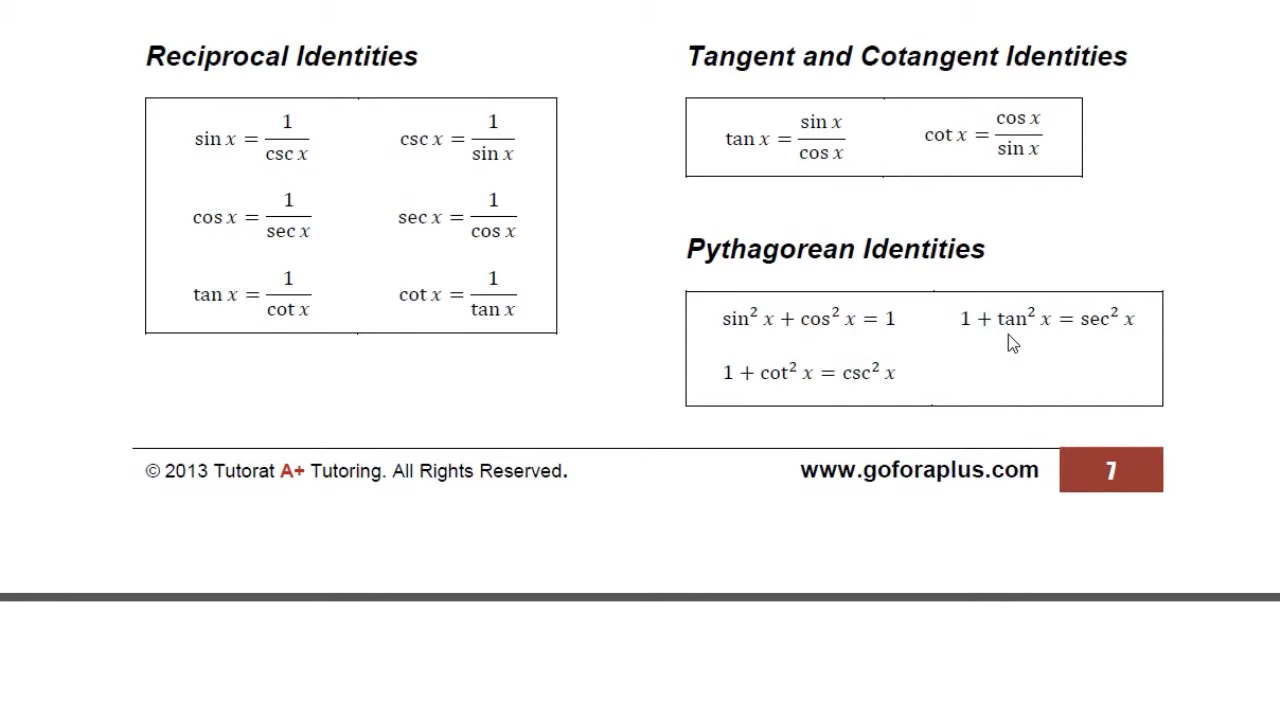 Reciprocal Identities
sin x = 1/csc x    csc x = 1/sin x
cos x = 1/sec x    sec x = 1/cos x
tan x = 1/cot x    cot x = 1/tan x
Tangent and Cotangent Identities
tan x = sin x/cos x    cot x = cos x/sin x
Pythagorean Identities
sin² x + cos² x = 1    1 + tan² x = sec² x
1 + cot² x = csc² x
© 2013 Tutorat A+ Tutoring. All Rights Reserved.    www.goforaplus.com    7